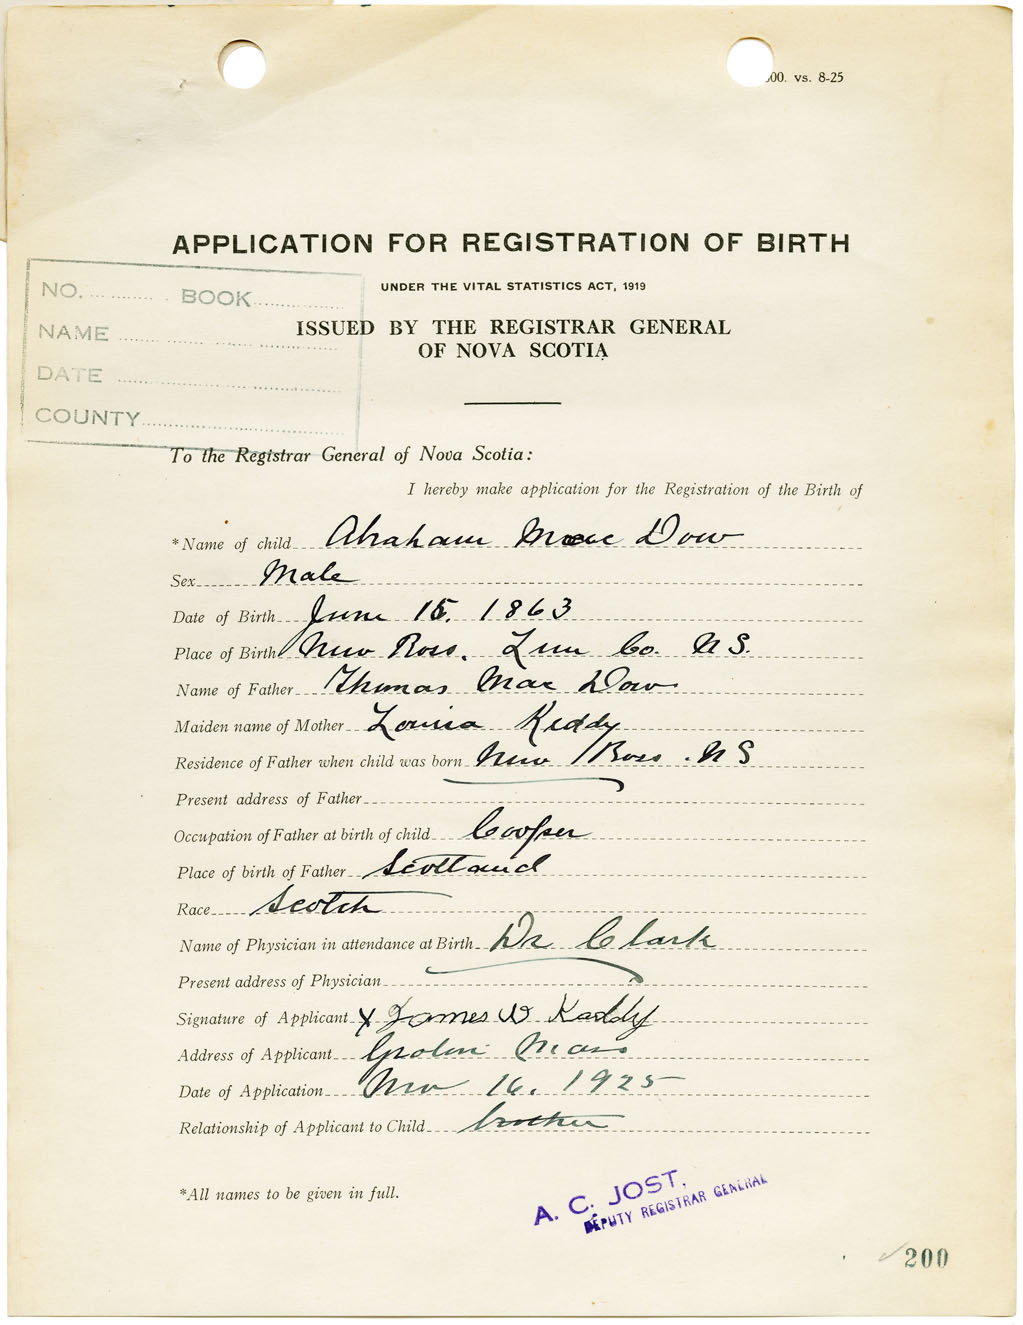 00. vs. 8-25
APPLICATION FOR REGISTRATION OF BIRTH
UNDER THE VITAL STATISTICS ACT, 1919
ISSUED BY THE REGISTRAR GENERAL
OF NOVA SCOTIA
NO. BOOK
NAME
DATE
COUNTY
To the Registrar General of Nova Scotia:
I hereby make application for the Registration of the Birth of
*Name of child Abraham Mac Dow
Sex Male
Date of Birth June 15. 1863
Place of Birth New Ross. Lun Co. N S.
Name of Father Thomas Mac Dow
Maiden name of Mother Louisa Keddy
Residence of Father when child was born New Ross. N S
Present address of Father
Occupation of Father at birth of child Cooper
Place of birth of Father Scotland
Race Scotch
Name of Physician in attendance at Birth Dr Clark
Present address of Physician
Signature of Applicant X James D Kaddy
Address of Applicant Mass
Date of Application Nov 16. 1925
Relationship of Applicant to Child brother
*All names to be given in full.
A. C. JOST.
DEPUTY REGISTRAR GENERAL
200